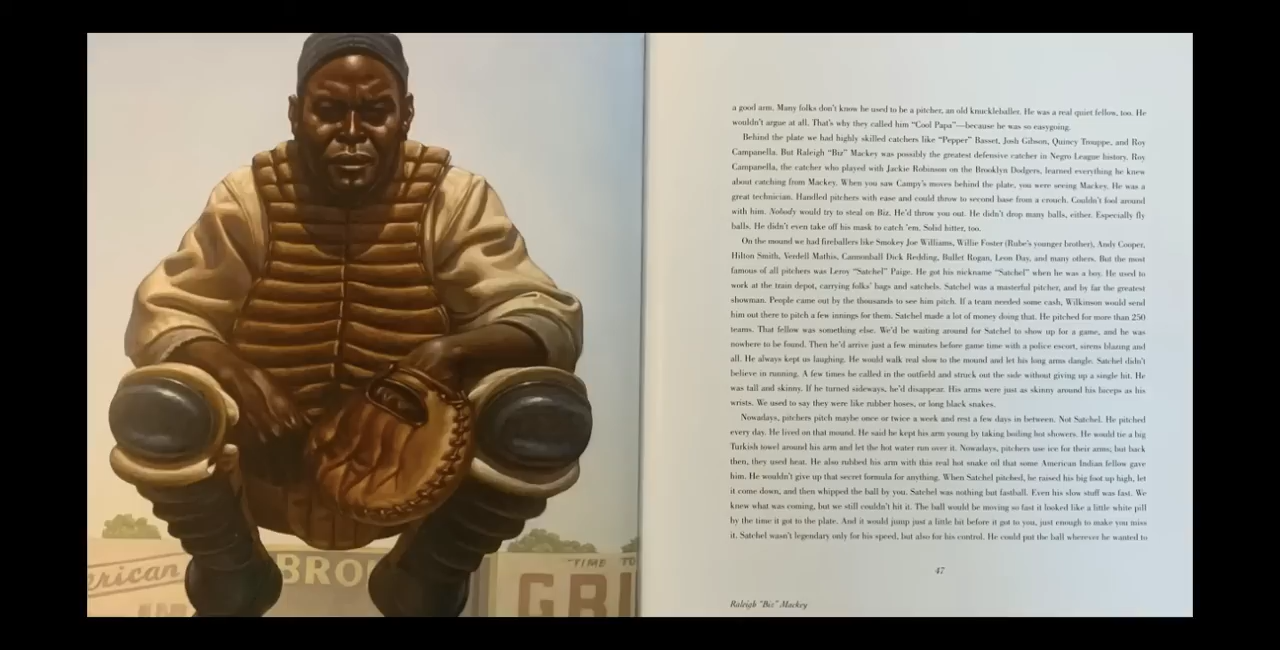 rican
BRO
"TIME TO
GRI
a good arm. Many folks don't know he used to be a pitcher, an old knuckleballer. He was a real quiet fellow, too. He
wouldn't argue at all. That's why they called him "Cool Papa"—because he was so easygoing.
Behind the plate we had highly skilled catchers like "Pepper" Basset, Josh Gibson, Quincy Trouppe, and Roy
Campanella. But Raleigh "Biz" Mackey was possibly the greatest defensive catcher in Negro League history. Roy
Campanella, the catcher who played with Jackie Robinson on the Brooklyn Dodgers, learned everything he knew
about catching from Mackey. When you saw Campy's moves behind the plate, you were seeing Mackey. He was a
great technician. Handled pitchers with ease and could throw to second base from a crouch. Couldn't fool around
with him. Nobody would try to steal on Biz. He'd throw you out. He didn't drop many balls, either. Especially fly
balls. He didn't even take off his mask to catch 'em. Solid hitter, too.
On the mound we had fireballers like Smokey Joe Williams, Willie Foster (Rube's younger brother), Andy Cooper,
Hilton Smith, Verdell Mathis, Cannonball Dick Redding, Bullet Rogan, Leon Day, and many others. But the most
famous of all pitchers was Leroy "Satchel" Paige. He got his nickname "Satchel" when he was a boy. He used to
work at the train depot, carrying folks' bags and satchels. Satchel was a masterful pitcher, and by far the greatest
showman. People came out by the thousands to see him pitch. If a team needed some cash, Wilkinson would send
him out there to pitch a few innings for them. Satchel made a lot of money doing that. He pitched for more than 250
teams. That fellow was something else. We'd be waiting around for Satchel to show up for a game, and he was
nowhere to be found. Then he'd arrive just a few minutes before game time with a police escort, sirens blazing and
all. He always kept us laughing. He would walk real slow to the mound and let his long arms dangle. Satchel didn't
believe in running. A few times he called in the outfield and struck out the side without giving up a single hit. He
was tall and skinny. If he turned sideways, he'd disappear. His arms were just as skinny around his biceps as his
wrists. We used to say they were like rubber hoses, or long black snakes.
Nowadays, pitchers pitch maybe once or twice a week and rest a few days in between. Not Satchel. He pitched
every day. He lived on that mound. He said he kept his arm young by taking boiling hot showers. He would tie a big
Turkish towel around his arm and let the hot water run over it. Nowadays, pitchers use ice for their arms, but back
then, they used heat. He also rubbed his arm with this real hot snake oil that some American Indian fellow gave
him. He wouldn't give up that secret formula for anything. When Satchel pitched, he raised his big foot up high, let
it come down, and then whipped the ball by you. Satchel was nothing but fastball. Even his slow stuff was fast. We
knew what was coming, but we still couldn't hit it. The ball would be moving so fast it looked like a little white pill
by the time it got to the plate. And it would jump just a little bit before it got to you, just enough to make you miss
it. Satchel wasn't legendary only for his speed, but also for his control. He could put the ball wherever he wanted to
47
Raleigh "Biz" Mackey